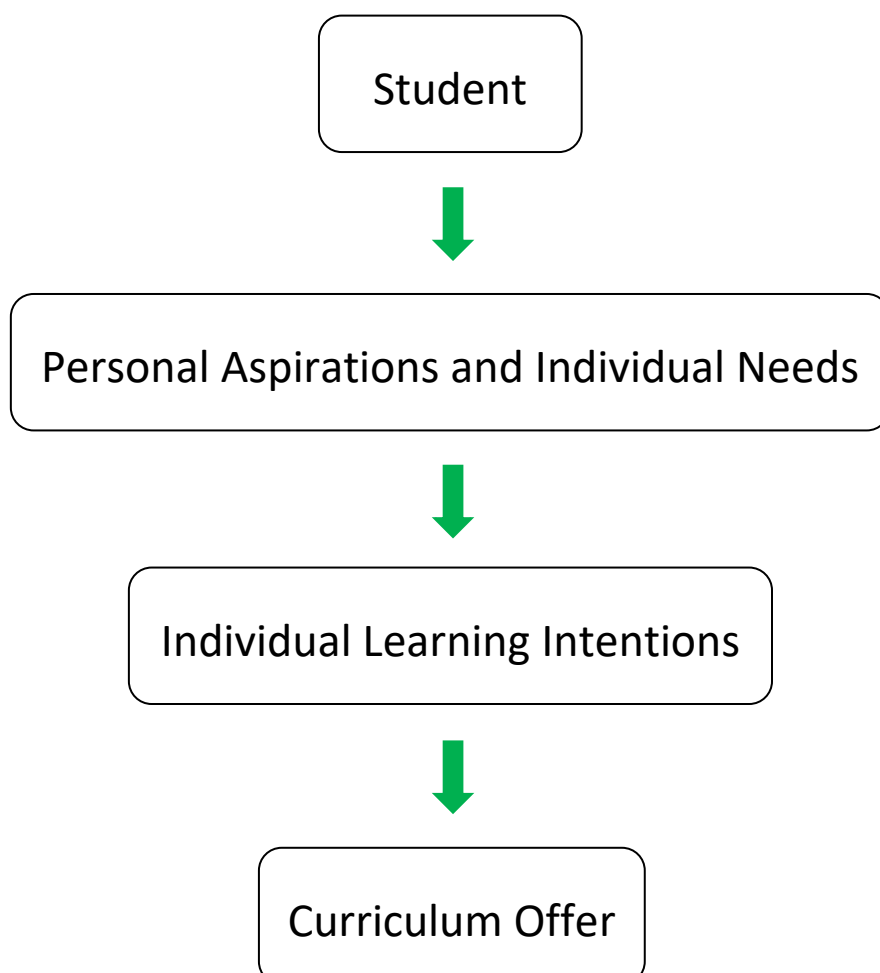 Student
Personal Aspirations and Individual Needs
Individual Learning Intentions
Curriculum Offer